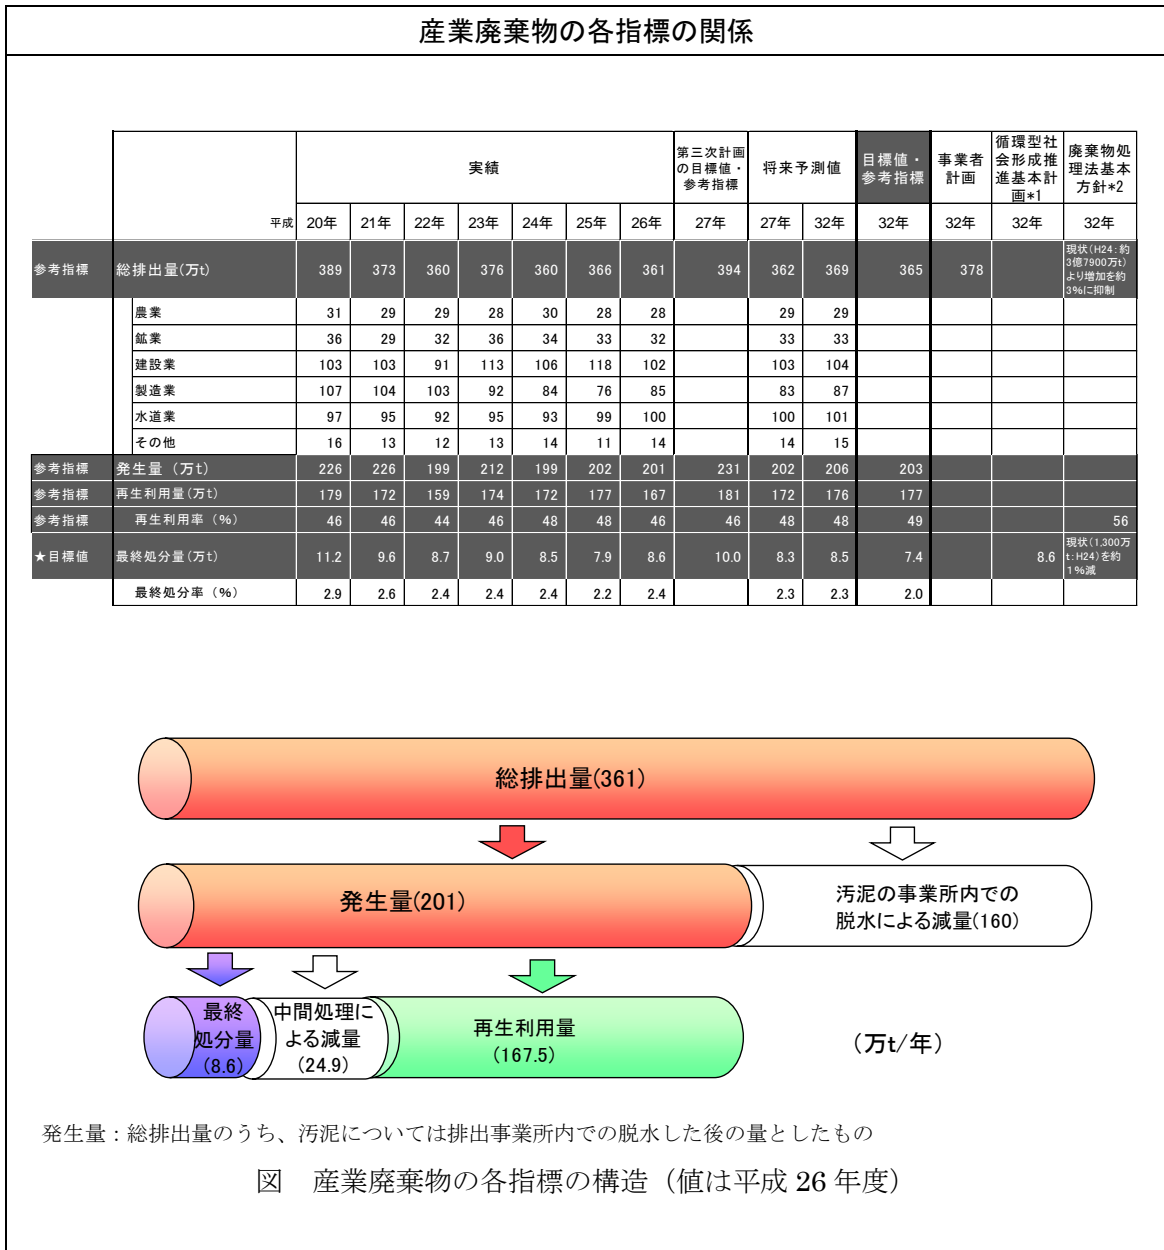 産業廃棄物の各指標の関係
実績
第三次計画
の目標値・
参考指標
将来予測値
目標値・
参考指標
事業者
計画
循環型社
会形成推
進基本計
画*1
廃棄物処
理法基本
方針*2
平成 20年 21年 22年 23年 24年 25年 26年 27年 27年 32年 32年 32年 32年 32年
参考指標 総排出量(万t) 389 373 360 376 360 366 361 394 362 369 365 378
現状(H24:約
3億7900万t)
より増加を約
3%に抑制
農業 31 29 29 28 30 28 28 29 29
鉱業 36 29 32 36 34 33 32 33 33
建設業 103 103 91 113 106 118 102 103 104
製造業 107 104 103 92 84 76 85 83 87
水道業 97 95 92 95 93 99 100 100 101
その他 16 13 12 13 14 11 14 14 15
参考指標 発生量(万t) 226 226 199 212 199 202 201 231 202 206 203
参考指標 再生利用量(万t) 179 172 159 174 172 177 167 181 172 176 177
参考指標 再生利用率(%) 46 46 44 46 48 48 46 46 48 48 49 56
★目標値 最終処分量(万t) 11.2 9.6 8.7 9.0 8.5 7.9 8.6 10.0 8.3 8.5 7.4 8.6
現状(1,300万
t:H24)を約
1%減
最終処分率(%) 2.9 2.6 2.4 2.4 2.4 2.2 2.4 2.3 2.3 2.0
総排出量(361)
発生量(201)
汚泥の事業所内での
脱水による減量(160)
最終
処分量
(8.6)
中間処理に
よる減量
(24.9)
再生利用量
(167.5)
(万t/年)
発生量:総排出量のうち、汚泥については排出事業所内での脱水した後の量としたもの
図 産業廃棄物の各指標の構造(値は平成 26 年度)